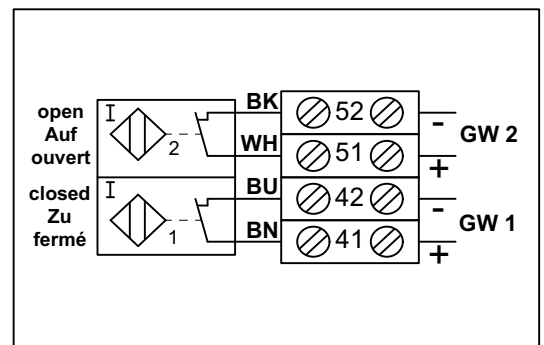 open
Auf
ouvert
I
2
BK
52
-
GW 2
WH
51
+
closed
Zu
fermé
I
1
BU
42
-
GW 1
BN
41
+